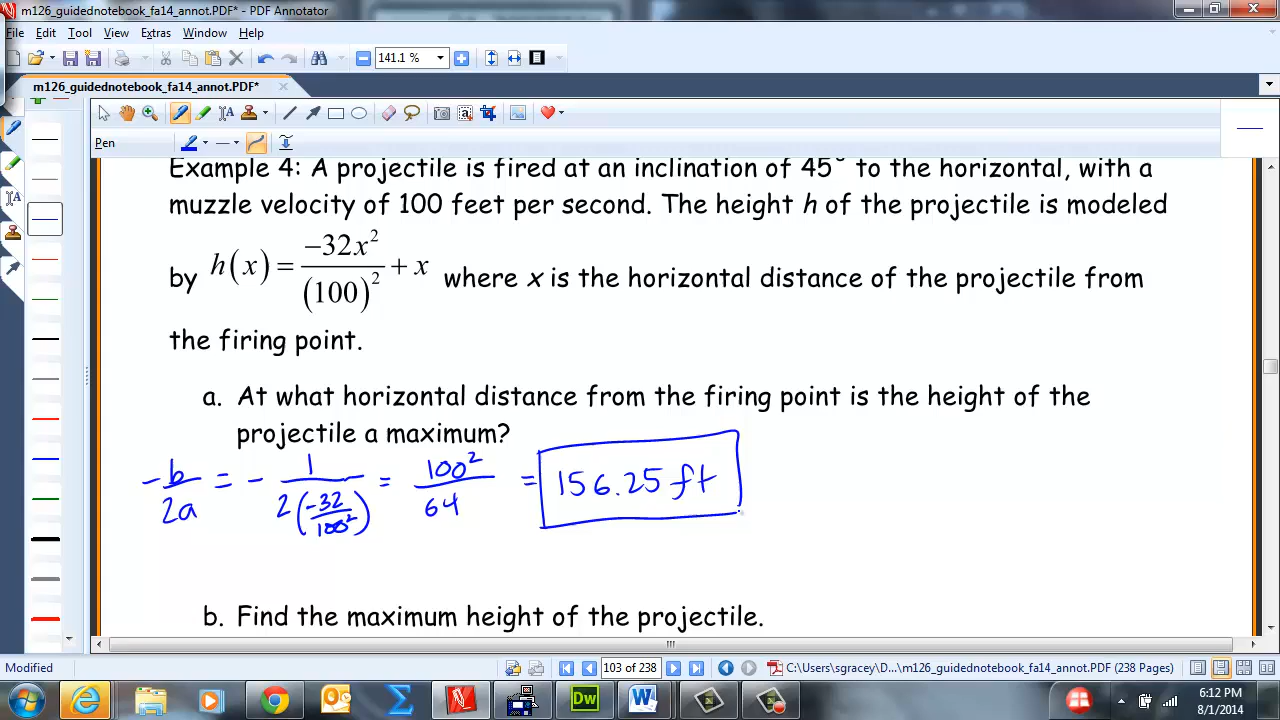 m126_guidednotebook_fa14_annot.PDF* - PDF Annotator
File Edit Tool View Extras Window Help
141.1 %
m126_guidednotebook_fa14_annot.PDF*
Pen
Example 4: A projectile is fired at an inclination of 45° to the horizontal, with a
muzzle velocity of 100 feet per second. The height h of the projectile is modeled
by h(x) = -32x²/(100)² + x where x is the horizontal distance of the projectile from
the firing point.
a. At what horizontal distance from the firing point is the height of the
projectile a maximum?
-b/2a = -1/2(-32/100²) = 100²/64 = 156.25 ft
b. Find the maximum height of the projectile.
103 of 238
Modified C:\Users\sgracey\D...\m126_guidednotebook_fa14_annot.PDF (238 Pages)
Dw
6:12 PM
8/1/2014